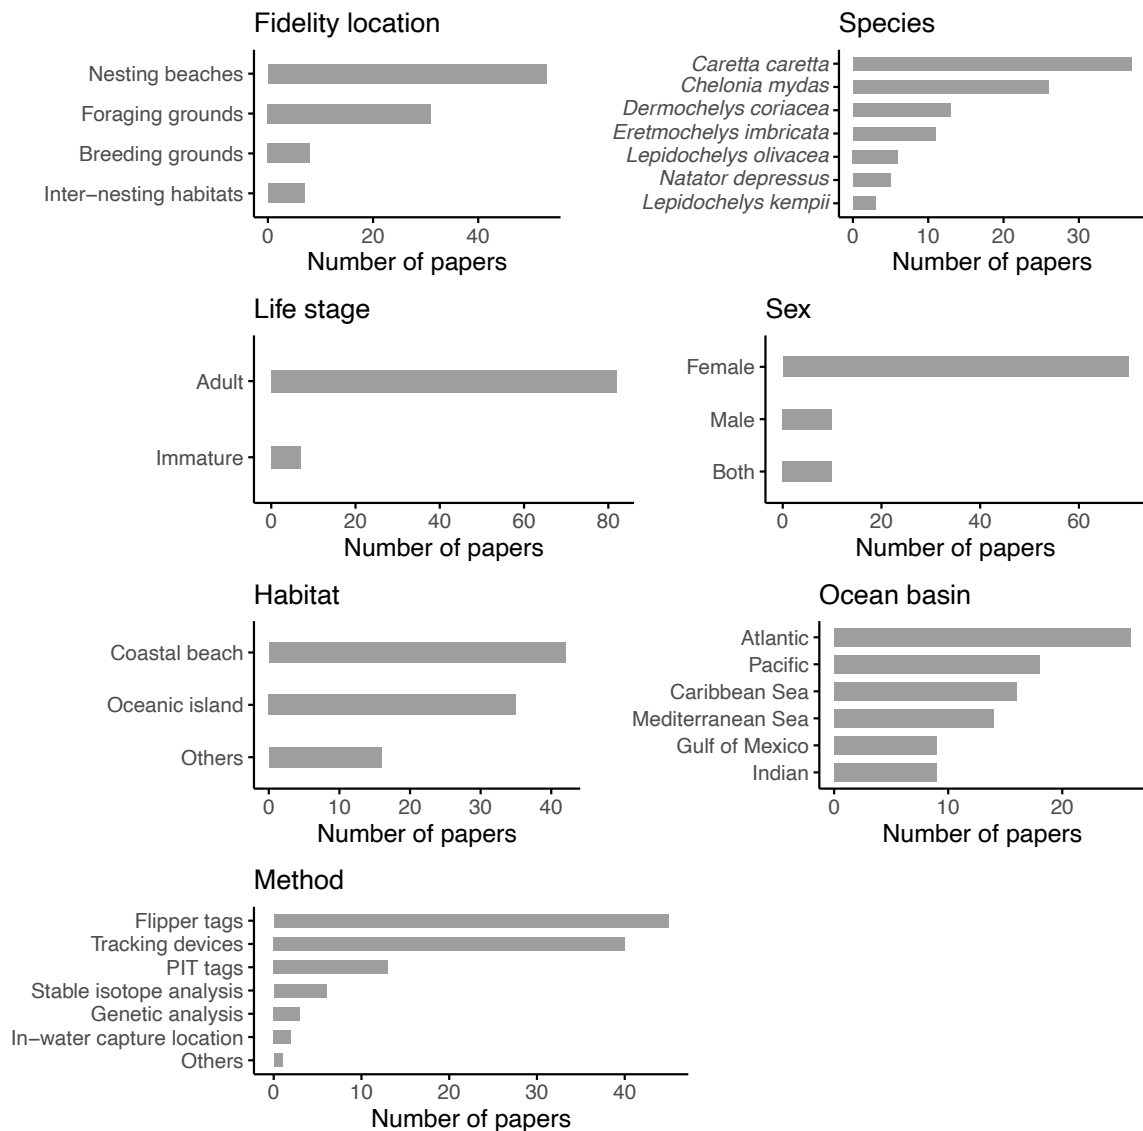 Fidelity location
Nesting beaches
Foraging grounds
Breeding grounds
Inter−nesting habitats
0 20 40
Number of papers
Species
Caretta caretta
Chelonia mydas
Dermochelys coriacea
Eretmochelys imbricata
Lepidochelys olivacea
Natator depressus
Lepidochelys kempii
0 10 20 30
Number of papers
Life stage
Adult
Immature
0 20 40 60 80
Number of papers
Sex
Female
Male
Both
0 20 40 60
Number of papers
Habitat
Coastal beach
Oceanic island
Others
0 10 20 30 40
Number of papers
Ocean basin
Atlantic
Pacific
Caribbean Sea
Mediterranean Sea
Gulf of Mexico
Indian
0 10 20
Number of papers
Method
Flipper tags
Tracking devices
PIT tags
Stable isotope analysis
Genetic analysis
In−water capture location
Others
0 10 20 30 40
Number of papers